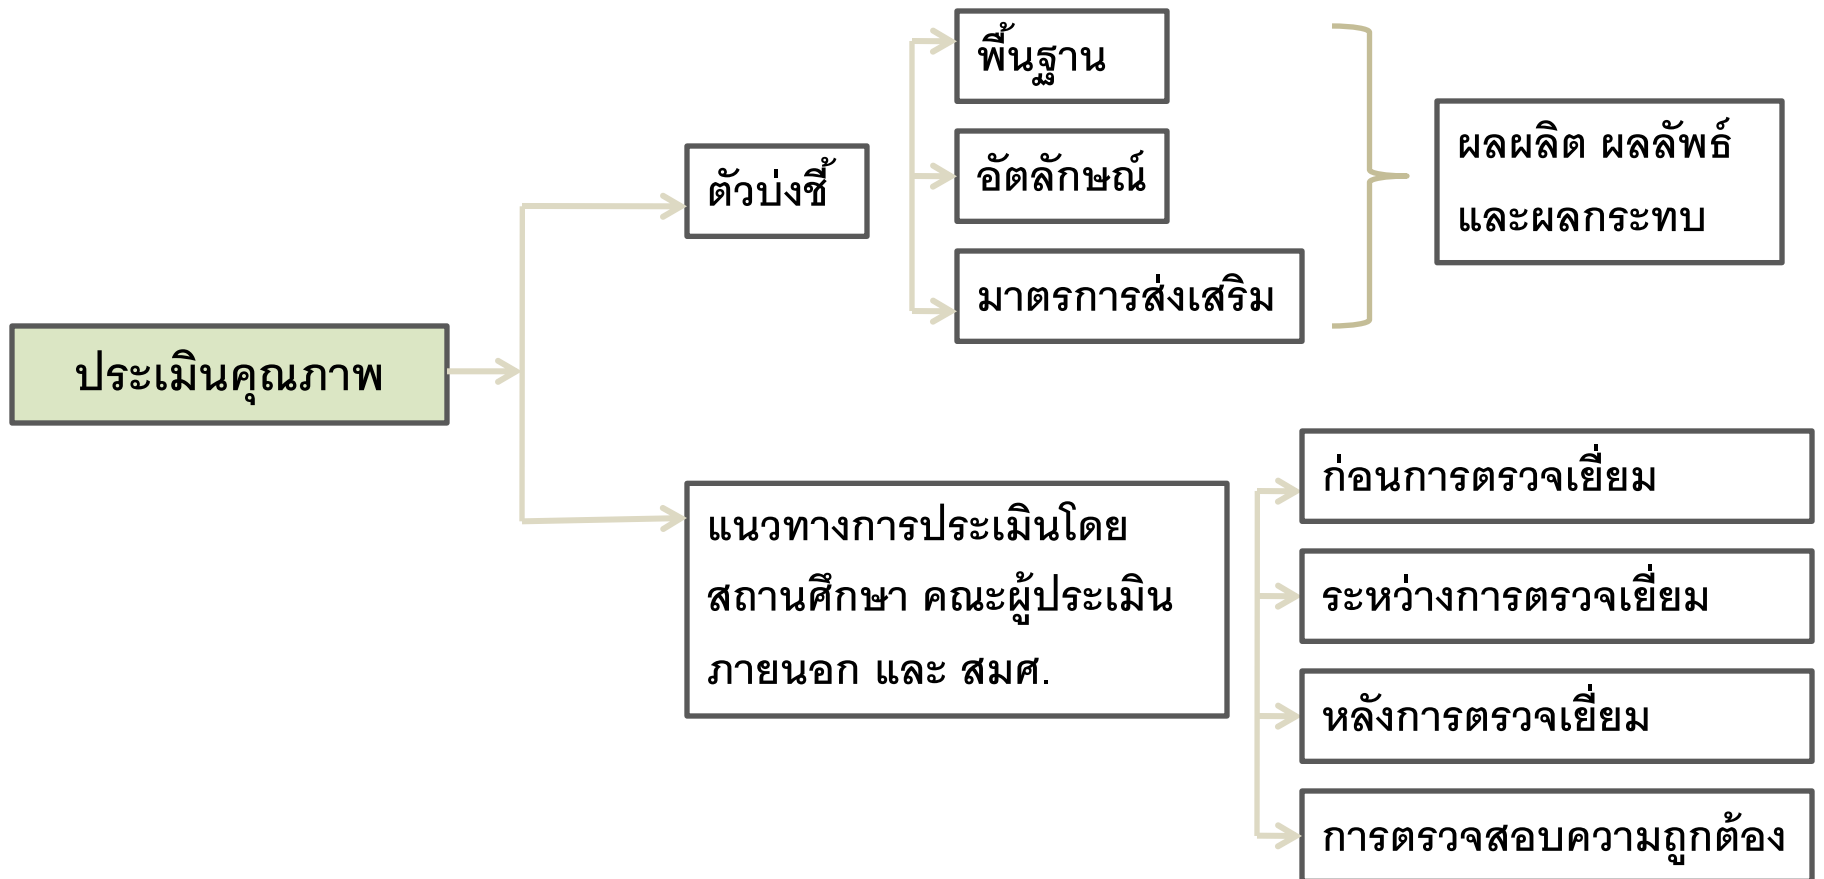 ประเมินคุณภาพ
ตัวบ่งชี้
พื้นฐาน
อัตลักษณ์
มาตรการส่งเสริม
ผลผลิต ผลลัพธ์
และผลกระทบ
แนวทางการประเมินโดย
สถานศึกษา คณะผู้ประเมิน
ภายนอก และ สมศ.
ก่อนการตรวจเยี่ยม
ระหว่างการตรวจเยี่ยม
หลังการตรวจเยี่ยม
การตรวจสอบความถูกต้อง